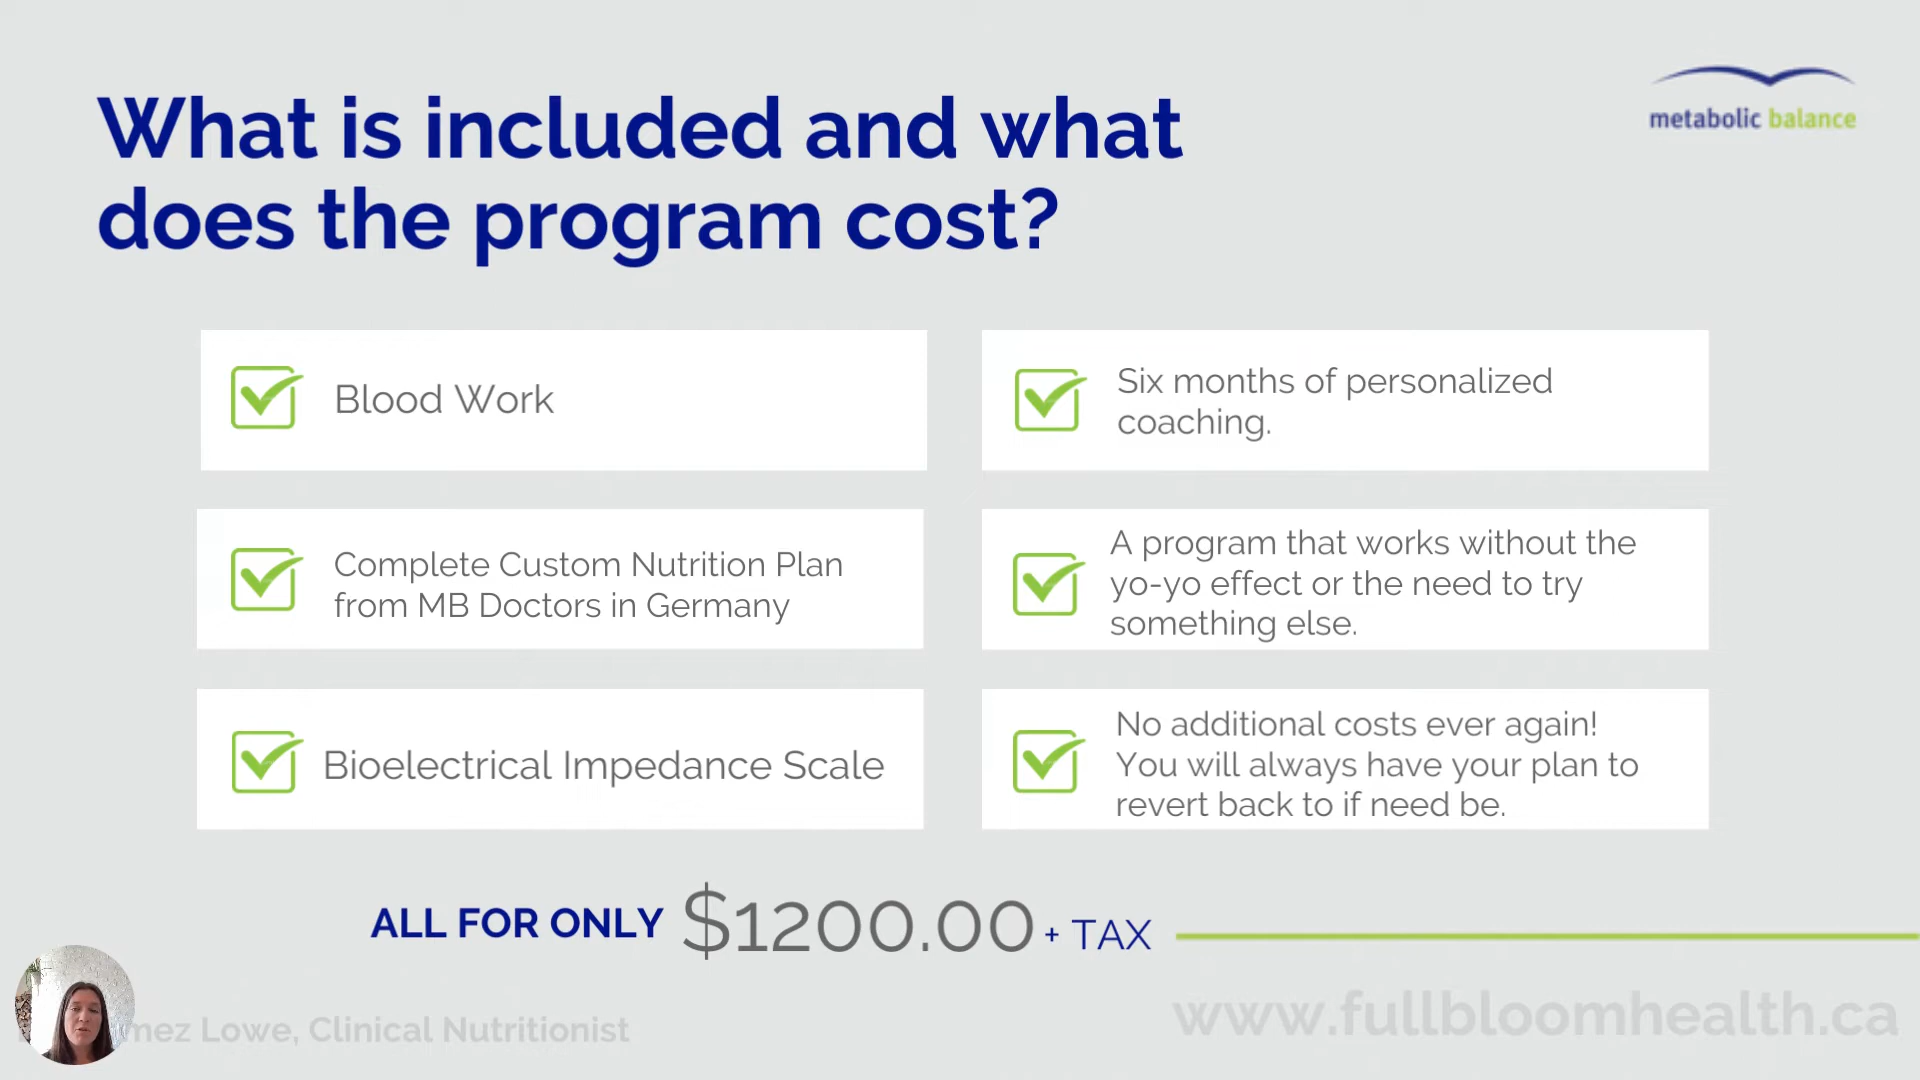 What is included and what
does the program cost?
metabolic balance
Blood Work
Six months of personalized
coaching.
Complete Custom Nutrition Plan
from MB Doctors in Germany
A program that works without the
yo-yo effect or the need to try
something else.
Bioelectrical Impedance Scale
No additional costs ever again!
You will always have your plan to
revert back to if need be.
ALL FOR ONLY $1200.00 + TAX
Lowe, Clinical Nutritionist
www.fullbloomhealth.ca